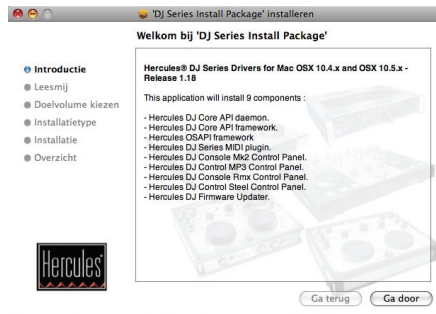 'DJ Series Install Package' installeren
Welkom bij 'DJ Series Install Package'
Introductie
Leesmij
Doelvolume kiezen
Installatietype
Installatie
Overzicht
Hercules® DJ Series Drivers for Mac OSX 10.4.x and OSX 10.5.x -
Release 1.18
This application will install 9 components :
- Hercules DJ Core API daemon.
- Hercules DJ Core API framework.
- Hercules OSAPI framework
- Hercules DJ Series MIDI plugin.
- Hercules DJ Console Mk2 Control Panel.
- Hercules DJ Control MP3 Control Panel.
- Hercules DJ Console Rmx Control Panel.
- Hercules DJ Control Steel Control Panel.
- Hercules DJ Firmware Updater.
Hercules
Ga terug
Ga door